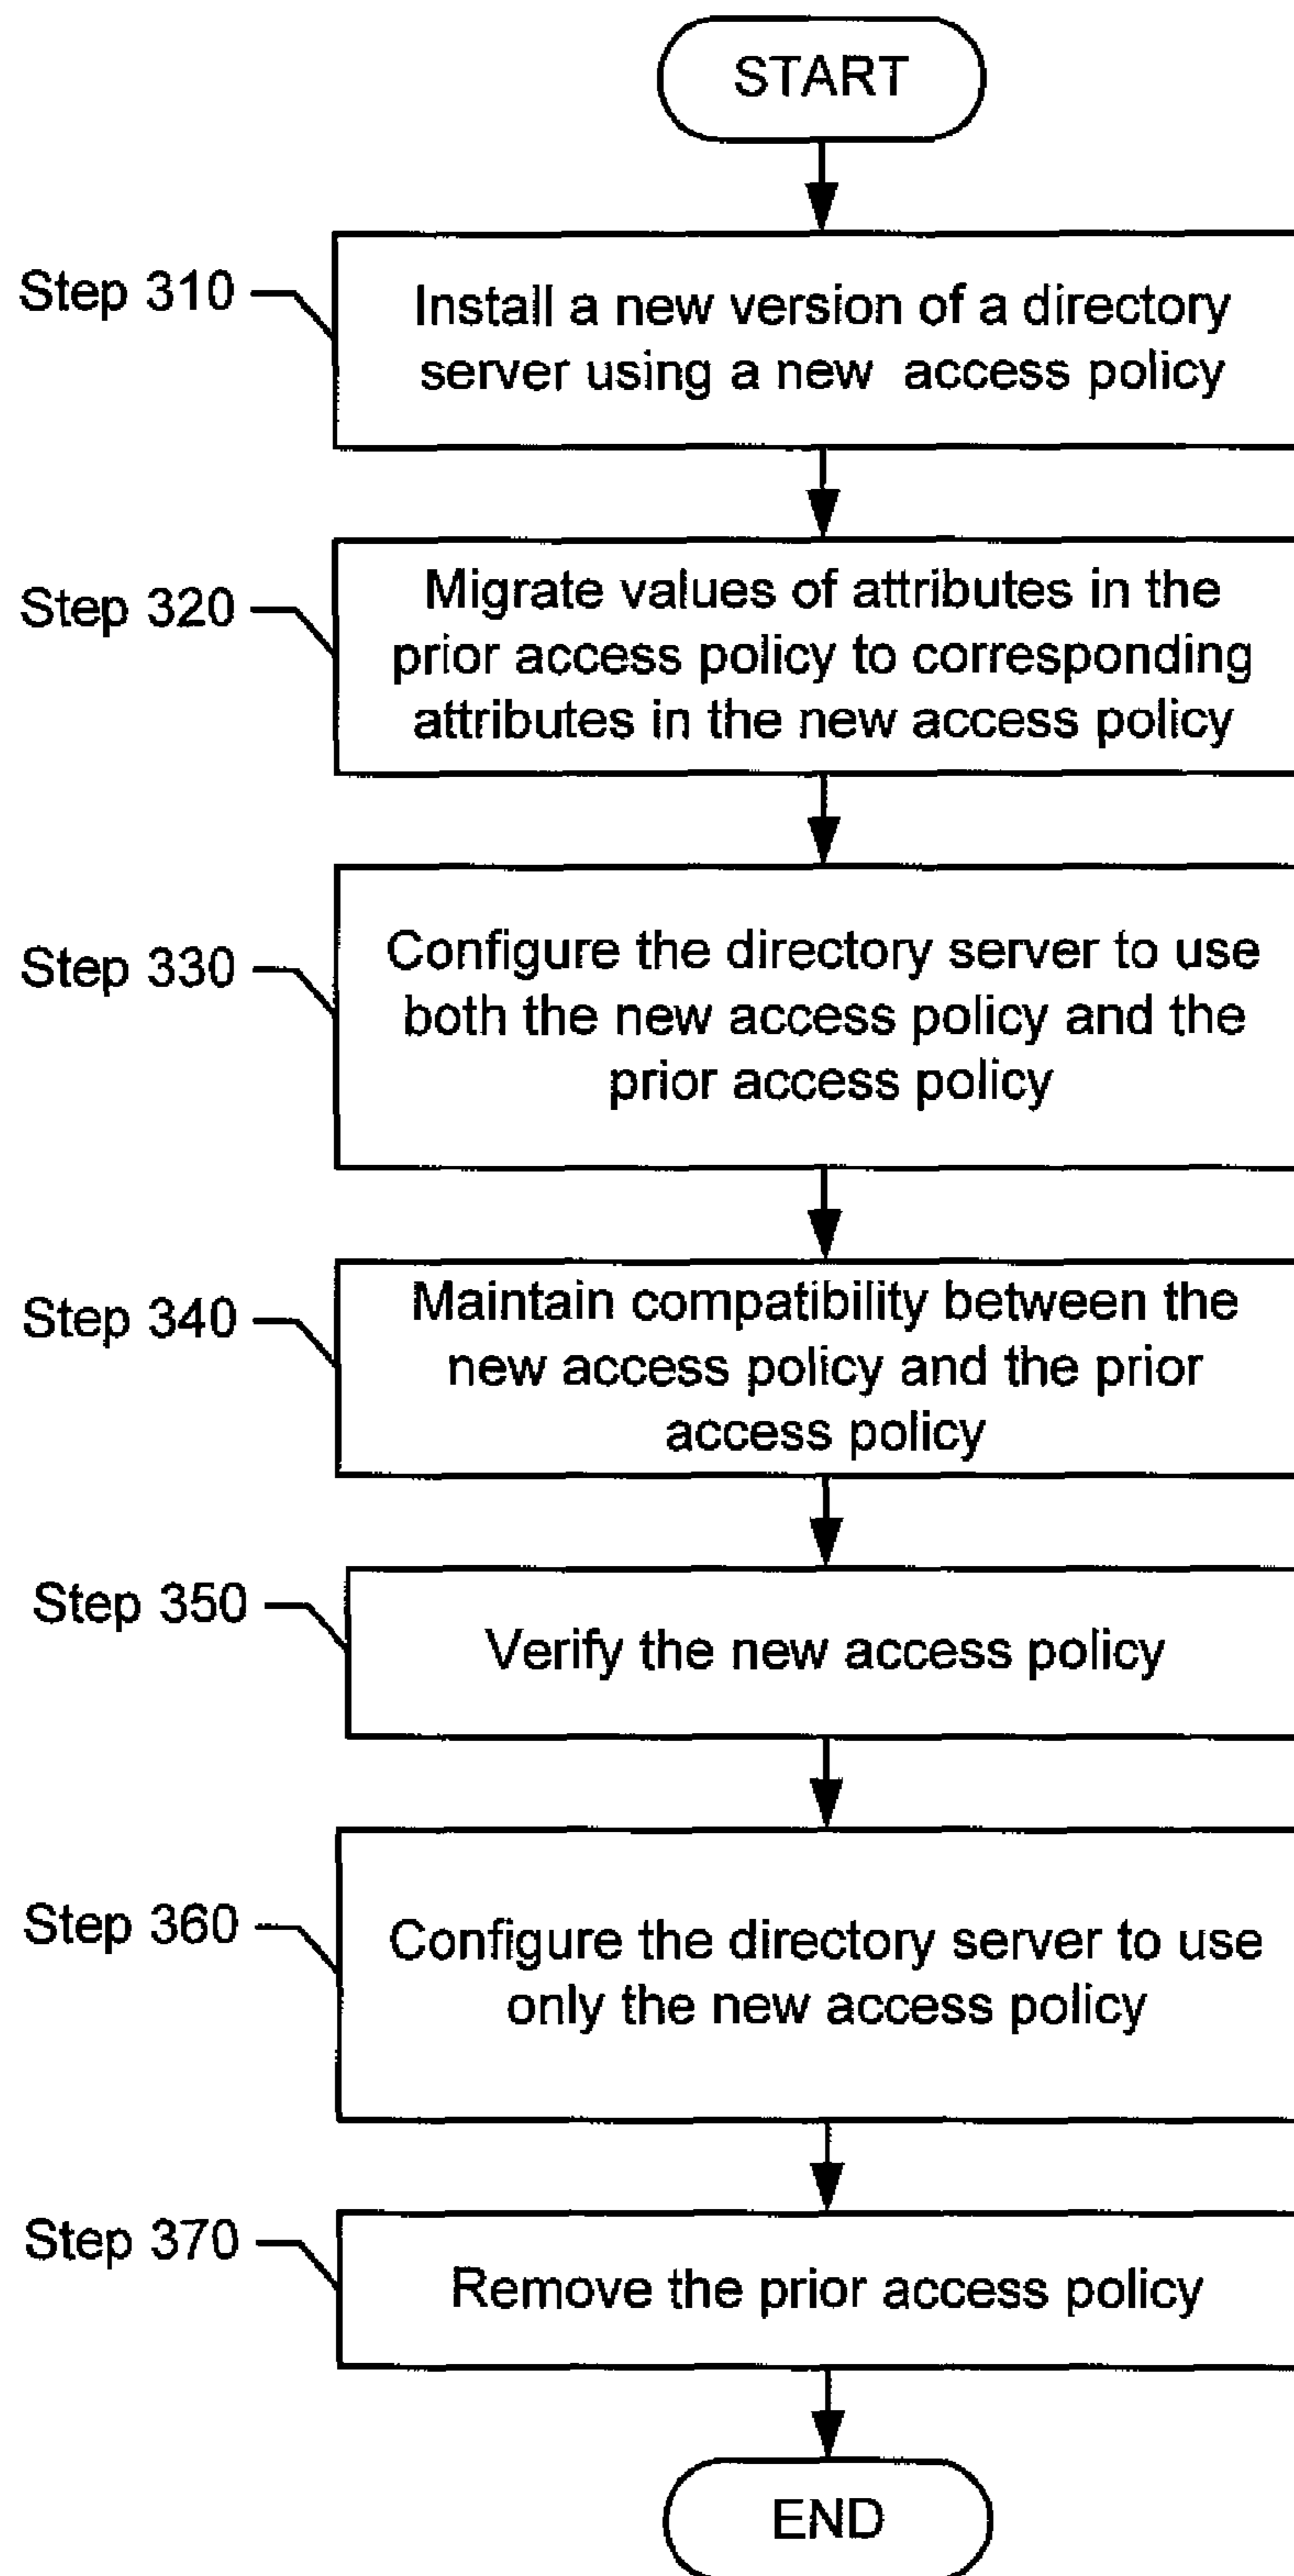 START
Step 310
Install a new version of a directory
server using a new access policy
Step 320
Migrate values of attributes in the
prior access policy to corresponding
attributes in the new access policy
Step 330
Configure the directory server to use
both the new access policy and the
prior access policy
Step 340
Maintain compatibility between the
new access policy and the prior
access policy
Step 350
Verify the new access policy
Step 360
Configure the directory server to use
only the new access policy
Step 370
Remove the prior access policy
END